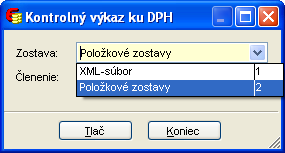 Kontrolný výkaz ku DPH
Zostava: Položkové zostavy
XML-súbor 1
Členenie: Položkové zostavy 2
Tlač Koniec